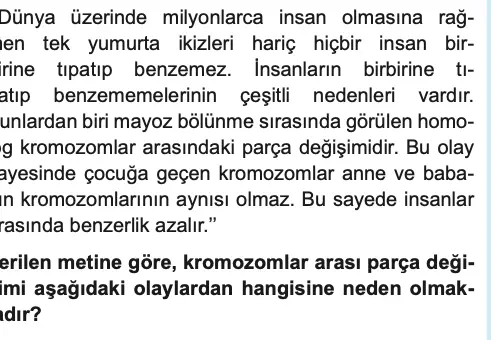 Dünya üzerinde milyonlarca insan olmasına rağ-
men tek yumurta ikizleri hariç hiçbir insan bir-
irine tıpatıp benzemez. İnsanların birbirine tı-
atıp benzememelerinin çeşitli nedenleri vardır.
unlardan biri mayoz bölünme sırasında görülen homo-
og kromozomlar arasındaki parça değişimidir. Bu olay
ayesinde çocuğa geçen kromozomlar anne ve baba-
ın kromozomlarının aynısı olmaz. Bu sayede insanlar
rasında benzerlik azalır.”
erilen metine göre, kromozomlar arası parça deği-
imi aşağıdaki olaylardan hangisine neden olmak-
adır?